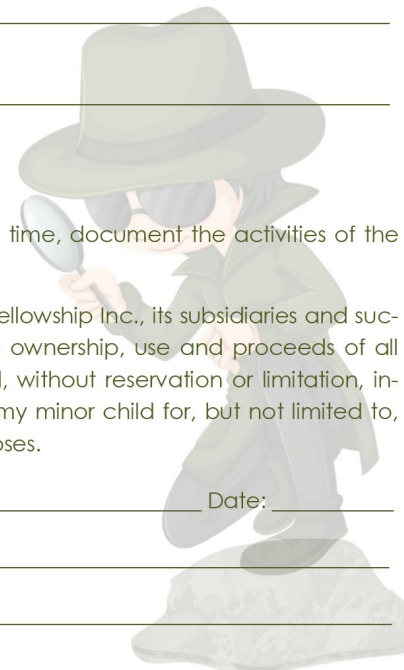 time, document the activities of the
ellowship Inc., its subsidiaries and suc-
ownership, use and proceeds of all
, without reservation or limitation, in-
my minor child for, but not limited to,
oses.
Date: